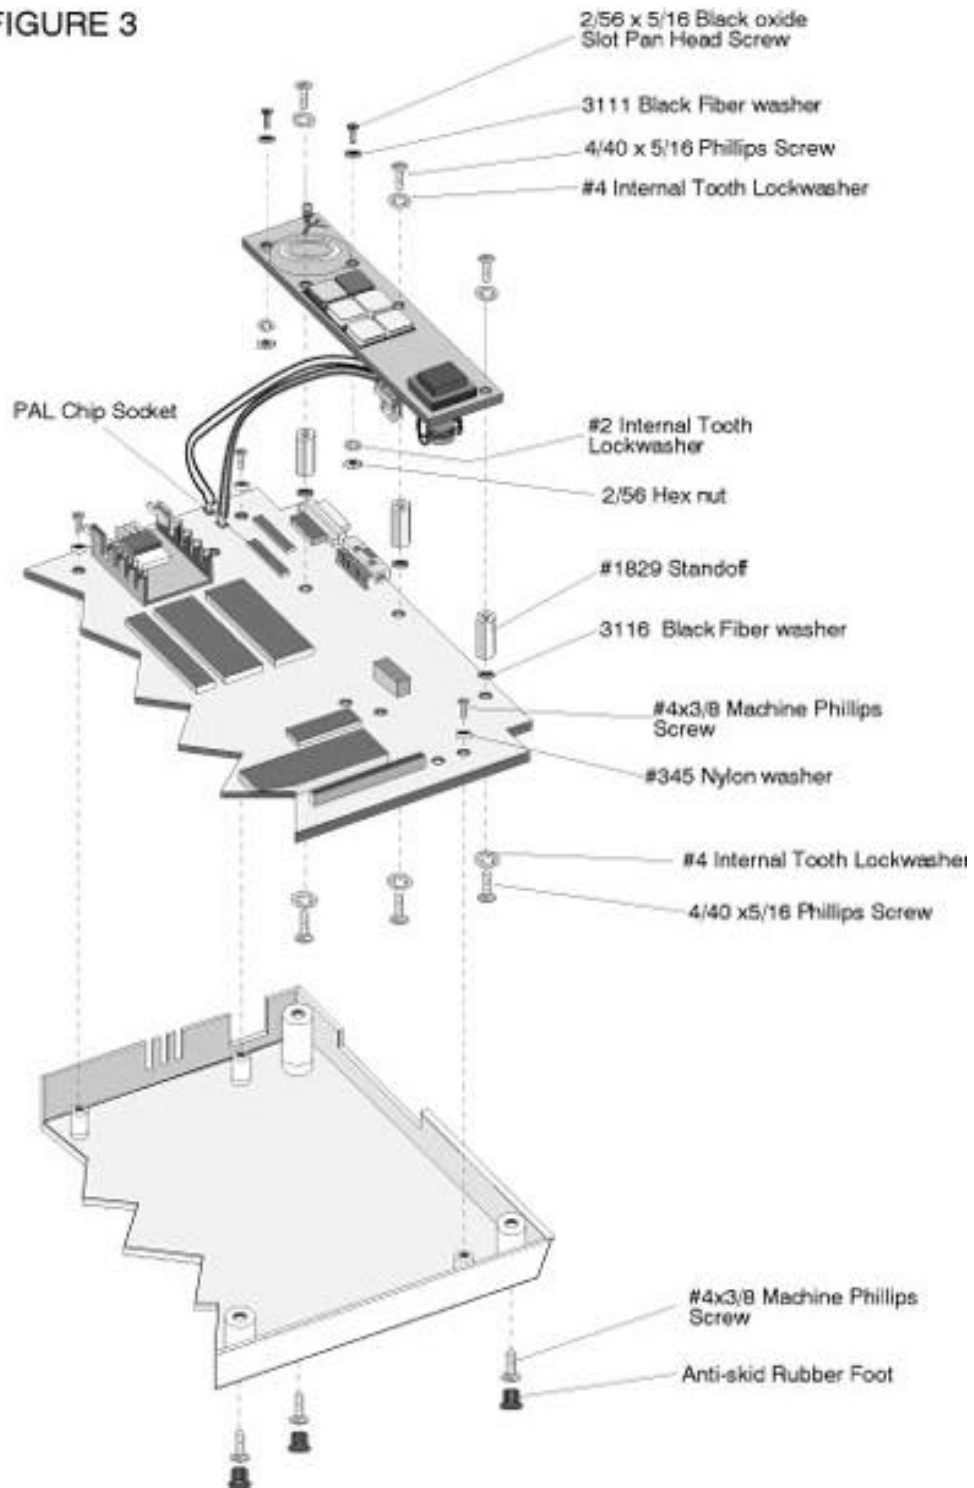 FIGURE 3
2/56 x 5/16 Black oxide
Slot Pan Head Screw
3111 Black Fiber washer
4/40 x 5/16 Phillips Screw
#4 Internal Tooth Lockwasher
PAL Chip Socket
#2 Internal Tooth
Lockwasher
2/56 Hex nut
#1829 Standoff
3116 Black Fiber washer
#4x3/8 Machine Phillips
Screw
#345 Nylon washer
#4 Internal Tooth Lockwasher
4/40 x5/16 Phillips Screw
#4x3/8 Machine Phillips
Screw
Anti-skid Rubber Foot